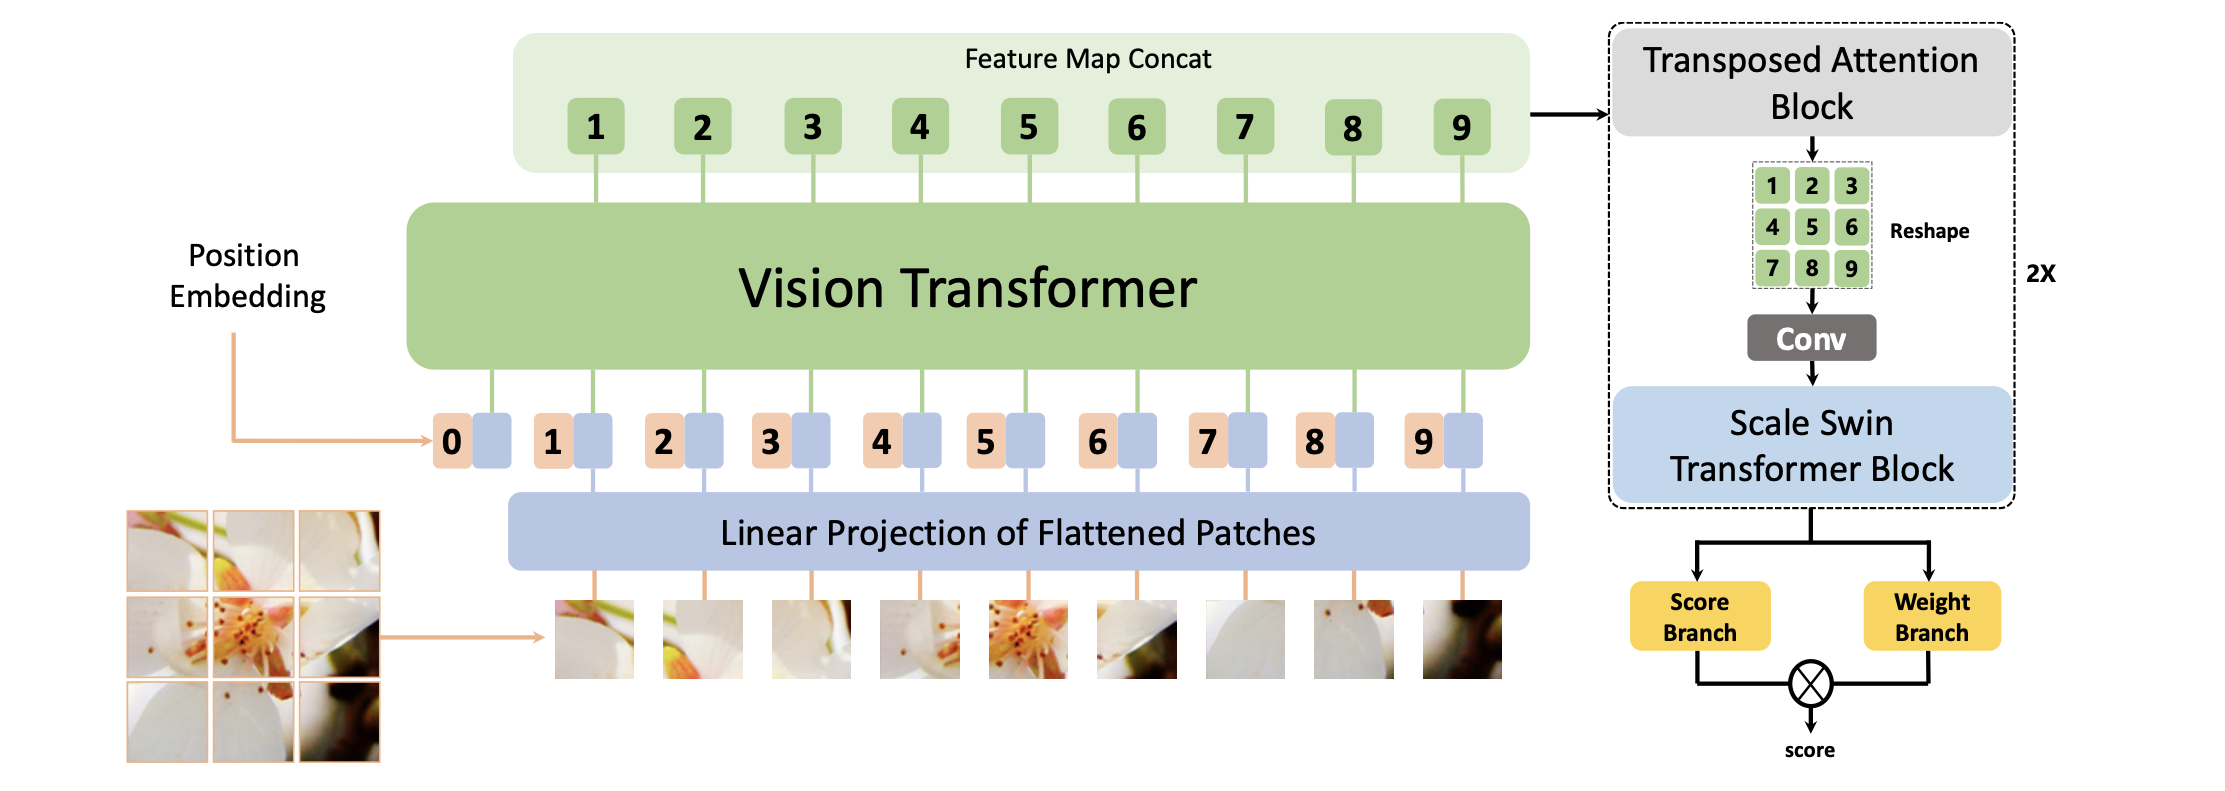 Feature Map Concat
1 2 3 4 5 6 7 8 9
Vision Transformer
Position
Embedding
0 1 2 3 4 5 6 7 8 9
Linear Projection of Flattened Patches
Transposed Attention
Block
1 2 3
4 5 6
7 8 9
Reshape
2X
Conv
Scale Swin
Transformer Block
Score
Branch
Weight
Branch
score